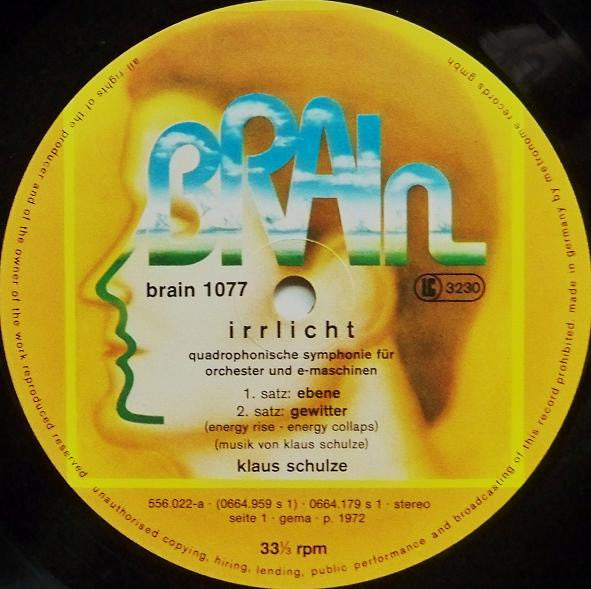 BRAIn
brain 1077
LC 3230
irrlicht
quadrophonische symphonie für
orchester und e-maschinen
1. satz: ebene
2. satz: gewitter
(energy rise - energy collaps)
(musik von klaus schulze)
klaus schulze
556.022-a · (0664.959 s 1) · 0664.179 s 1 · stereo
seite 1 · gema · p. 1972
33⅓ rpm
all rights of the producer and of the owner of the work reproduced reserved
unauthorised copying, hiring, lending, public performance and broadcasting of this record prohibited. made in germany by metronome records gmbh